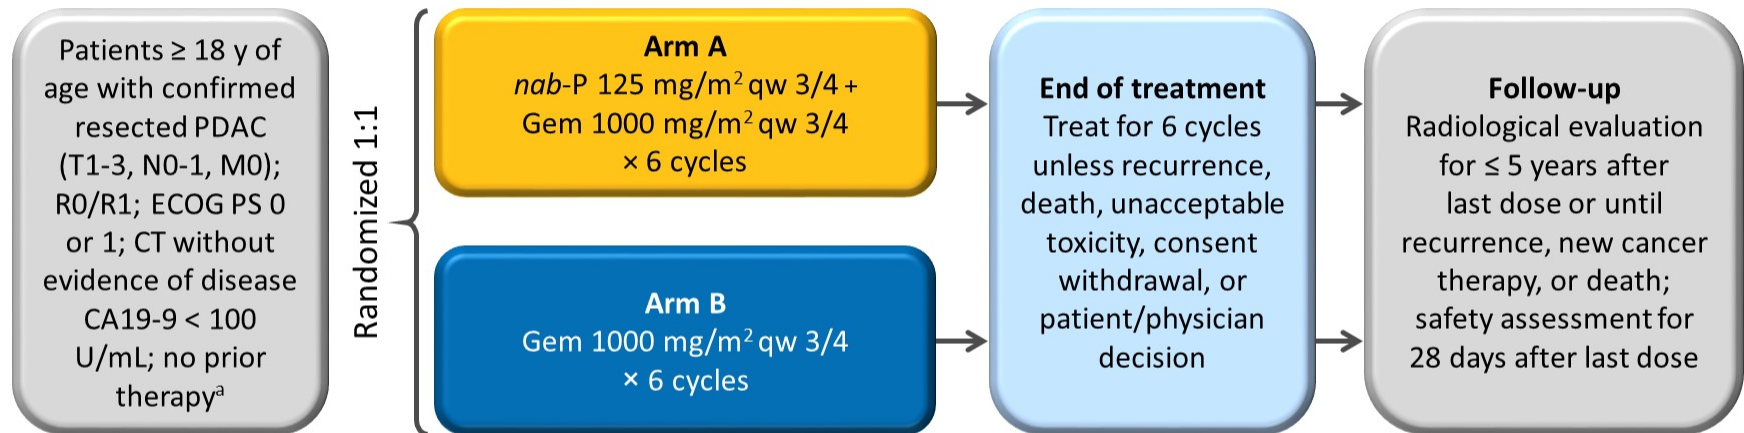 Patients ≥ 18 y of
age with confirmed
resected PDAC
(T1-3, N0-1, M0);
R0/R1; ECOG PS 0
or 1; CT without
evidence of disease
CA19-9 < 100
U/mL; no prior
therapyᵃ
Randomized 1:1
Arm A
nab-P 125 mg/m² qw 3/4 +
Gem 1000 mg/m² qw 3/4
× 6 cycles
Arm B
Gem 1000 mg/m² qw 3/4
× 6 cycles
End of treatment
Treat for 6 cycles
unless recurrence,
death, unacceptable
toxicity, consent
withdrawal, or
patient/physician
decision
Follow-up
Radiological evaluation
for ≤ 5 years after
last dose or until
recurrence, new cancer
therapy, or death;
safety assessment for
28 days after last dose